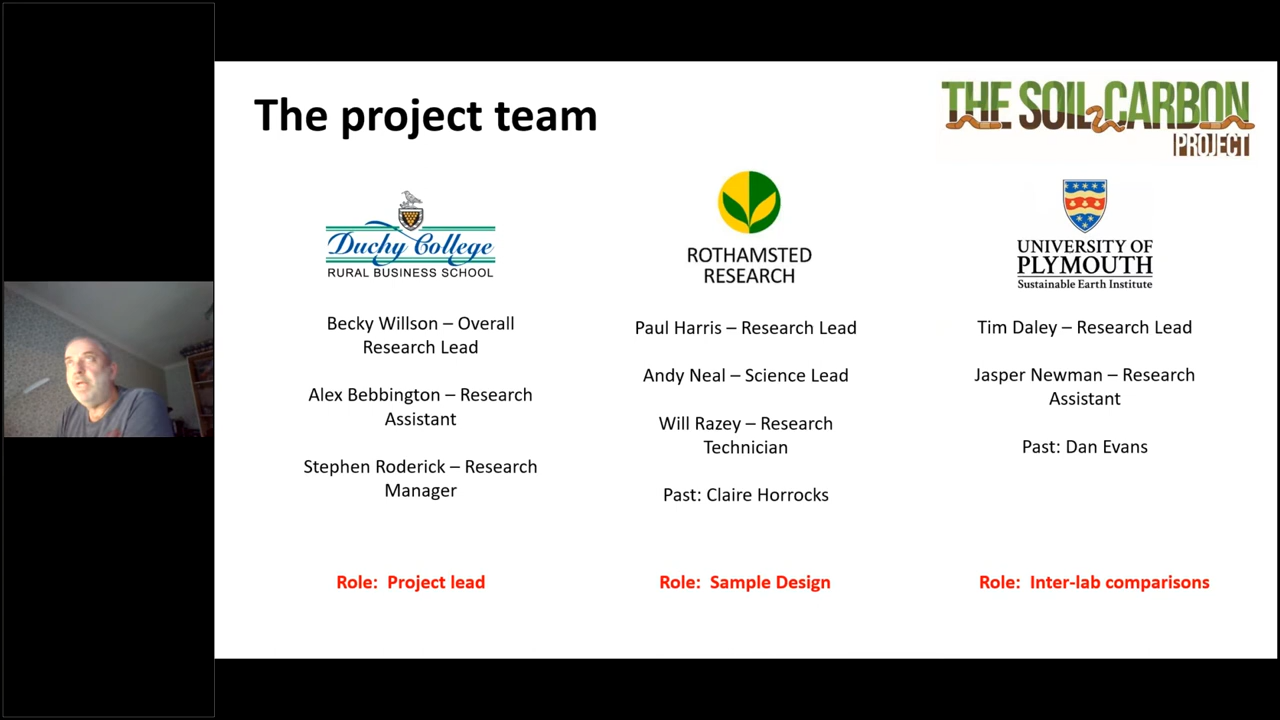 The project team
THE SOIL CARBON
PROJECT
Duchy College
RURAL BUSINESS SCHOOL
Becky Willson – Overall
Research Lead
Alex Bebbington – Research
Assistant
Stephen Roderick – Research
Manager
Role: Project lead
ROTHAMSTED
RESEARCH
Paul Harris – Research Lead
Andy Neal – Science Lead
Will Razey – Research
Technician
Past: Claire Horrocks
Role: Sample Design
UNIVERSITY OF
PLYMOUTH
Sustainable Earth Institute
Tim Daley – Research Lead
Jasper Newman – Research
Assistant
Past: Dan Evans
Role: Inter-lab comparisons